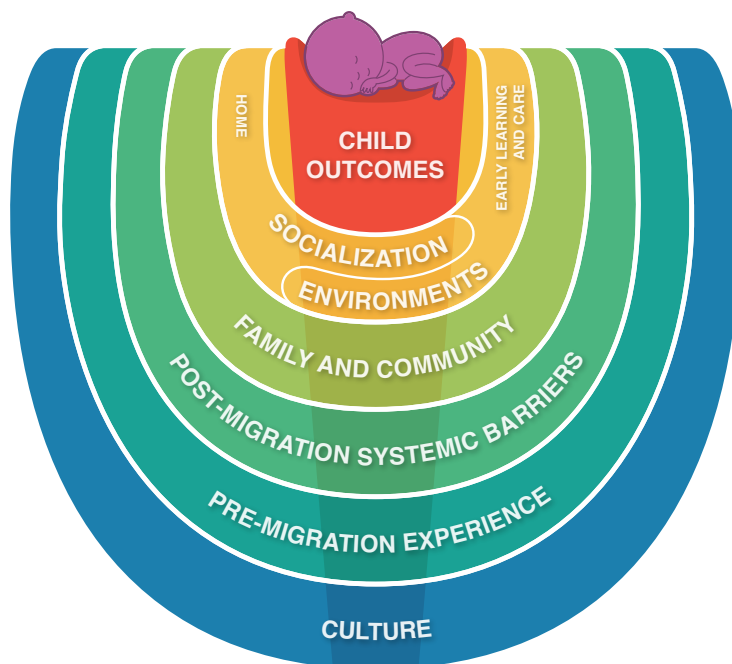 HOME
EARLY LEARNING
AND CARE
CHILD
OUTCOMES
SOCIALIZATION
ENVIRONMENTS
FAMILY AND COMMUNITY
POST-MIGRATION SYSTEMIC BARRIERS
PRE-MIGRATION EXPERIENCE
CULTURE